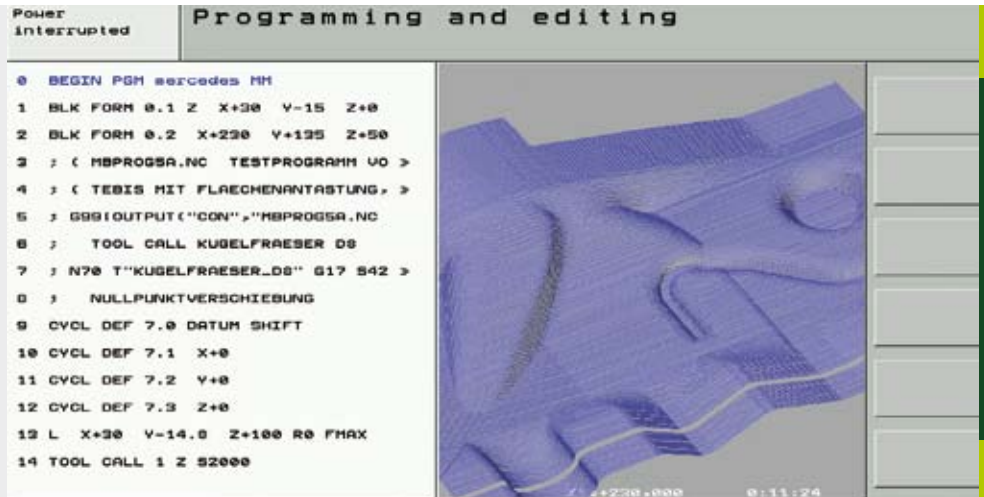 Power
interrupted
Programming and editing
0 BEGIN PGM mercedes MM
1 BLK FORM 0.1 Z X+30 Y-15 Z+0
2 BLK FORM 0.2 X+230 Y+135 Z+50
3 ; ( MBPROG5A.NC TESTPROGRAMM VO >
4 ; ( TEBIS MIT FLAECHENANTASTUNG, >
5 ; G99!OUTPUT("CON","MBPROG5A.NC
6 ; TOOL CALL KUGELFRAESER D8
7 ; N70 T"KUGELFRAESER_D8" G17 S42 >
8 ; NULLPUNKTVERSCHIEBUNG
9 CYCL DEF 7.0 DATUM SHIFT
10 CYCL DEF 7.1 X+0
11 CYCL DEF 7.2 Y+0
12 CYCL DEF 7.3 Z+0
13 L X+30 Y-14.8 Z+100 R0 FMAX
14 TOOL CALL 1 Z S2000
+230.000 0:11:24